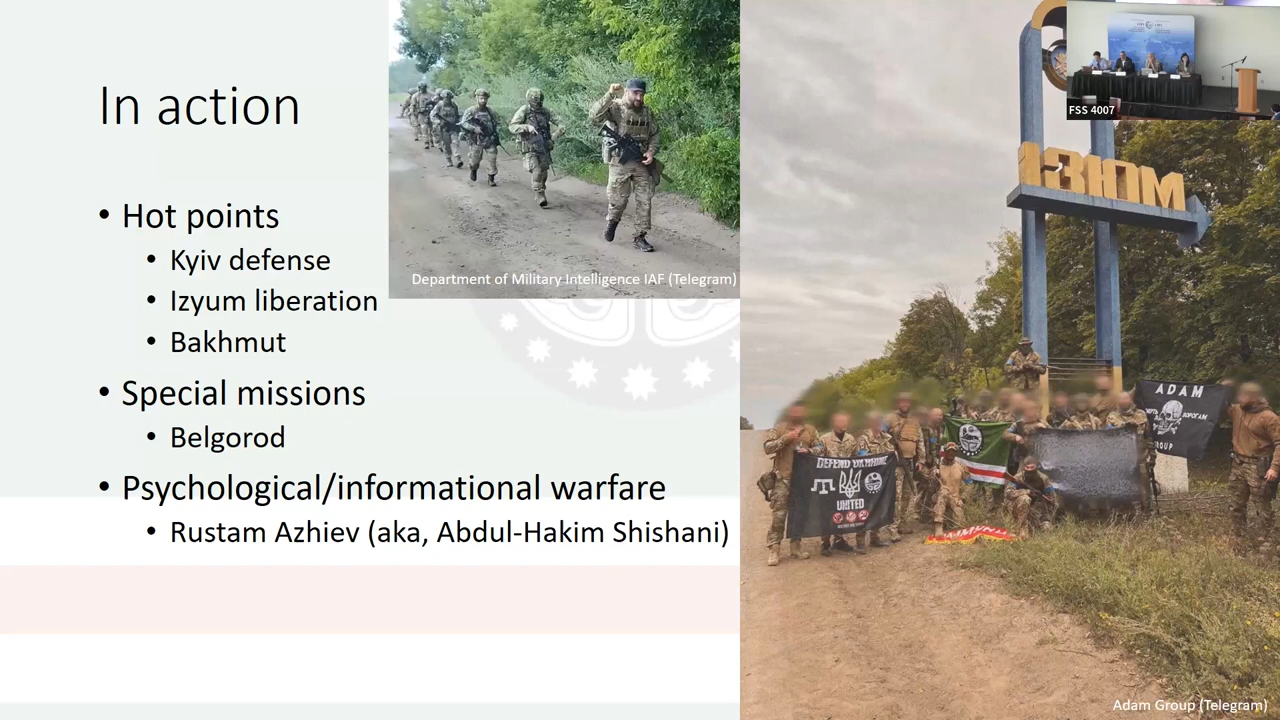 In action
• Hot points
• Kyiv defense
• Izyum liberation
• Bakhmut
• Special missions
• Belgorod
• Psychological/informational warfare
• Rustam Azhiev (aka, Abdul-Hakim Shishani)
Department of Military Intelligence IAF (Telegram)
FSS 4007
ІЗЮМ
DEFEND UKRAINE
UNITED
ADAM
ВОРОГАМ
GROUP
Adam Group (Telegram)